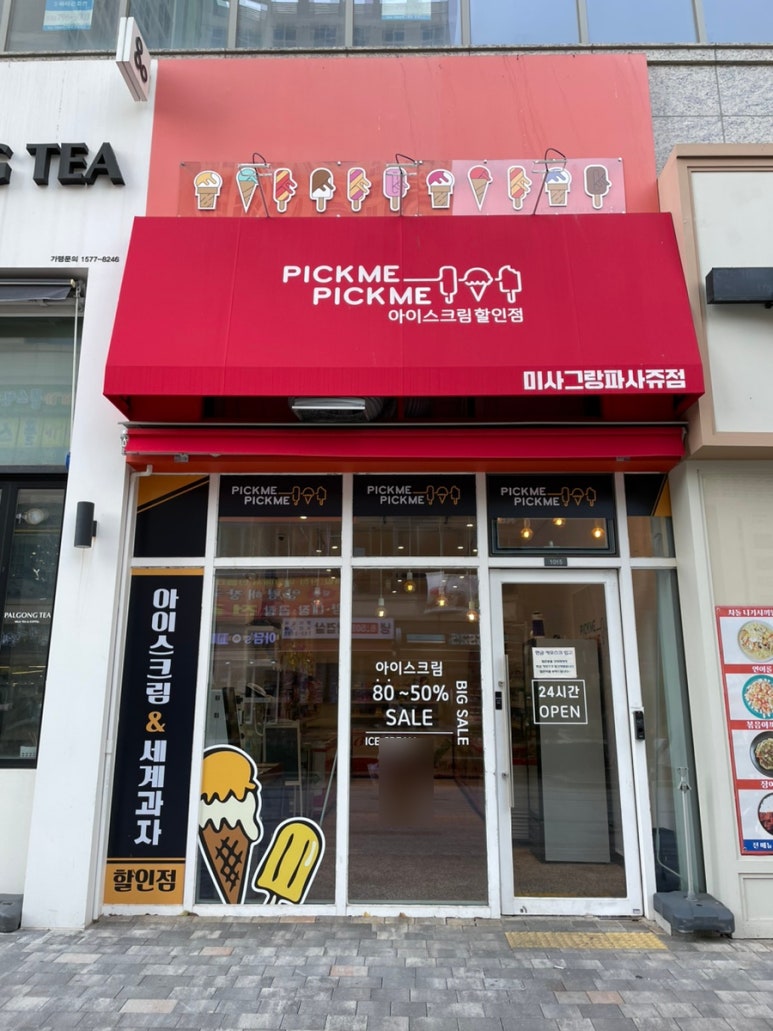 G TEA
가맹문의 1577-8246
PICKME
PICKME
아이스크림할인점
미사그랑파사쥬점
PICKME
PICKME
PICKME
PICKME
PICKME
PICKME
1015
아이스크림 & 세계과자
할인점
PALGONG TEA
아이스크림
80 ~50%
SALE
BIG SALE
24시간
OPEN